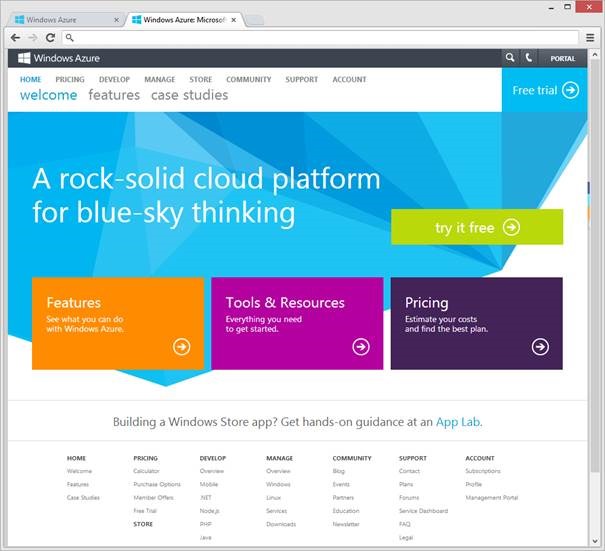 Windows Azure
Windows Azure: Microsof
Windows Azure
PORTAL
HOME PRICING DEVELOP MANAGE STORE COMMUNITY SUPPORT ACCOUNT
welcome features case studies
Free trial
A rock-solid cloud platform
for blue-sky thinking
try it free
Features
See what you can do
with Windows Azure.
Tools & Resources
Everything you need
to get started.
Pricing
Estimate your costs
and find the best plan.
Building a Windows Store app? Get hands-on guidance at an App Lab.
HOME PRICING DEVELOP MANAGE COMMUNITY SUPPORT ACCOUNT
Welcome Calculator Overview Overview Blog Contact Subscriptions
Features Purchase Options Mobile Windows Events Plans Profile
Case Studies Member Offers .NET Linux Partners Forums Management Portal
Free Trial Node.js Services Education Service Dashboard
STORE PHP Downloads Newsletter FAQ
Java Legal